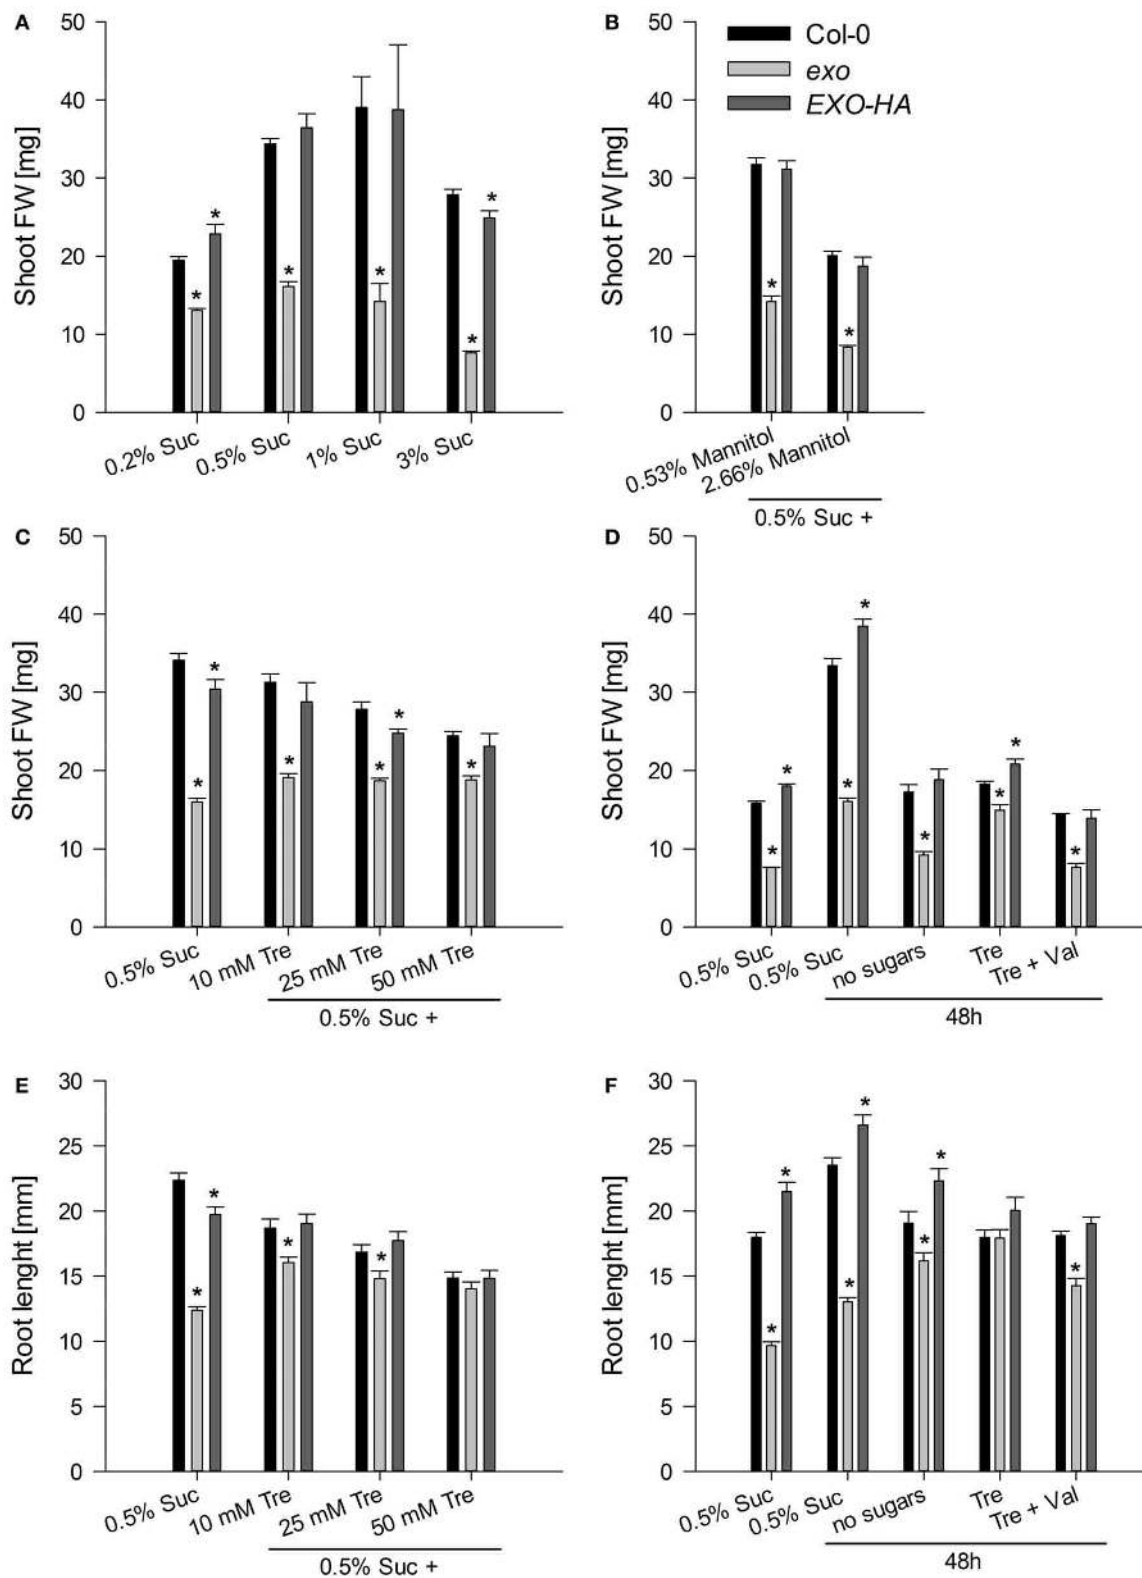 A
50
40
30
20
10
0
Shoot FW [mg]
*
*
*
*
*
*
0.2% Suc
0.5% Suc
1% Suc
3% Suc
B
50
40
30
20
10
0
Shoot FW [mg]
Col-0
exo
EXO-HA
*
*
0.53% Mannitol
2.66% Mannitol
0.5% Suc +
C
50
40
30
20
10
0
Shoot FW [mg]
*
*
*
*
*
*
0.5% Suc
10 mM Tre
25 mM Tre
50 mM Tre
0.5% Suc +
D
50
40
30
20
10
0
Shoot FW [mg]
*
*
*
*
*
*
*
*
0.5% Suc
0.5% Suc
no sugars
Tre
Tre + Val
48h
E
30
25
20
15
10
5
0
Root lenght [mm]
*
*
*
*
0.5% Suc
10 mM Tre
25 mM Tre
50 mM Tre
0.5% Suc +
F
30
25
20
15
10
5
0
Root lenght [mm]
*
*
*
*
*
*
*
0.5% Suc
0.5% Suc
no sugars
Tre
Tre + Val
48h